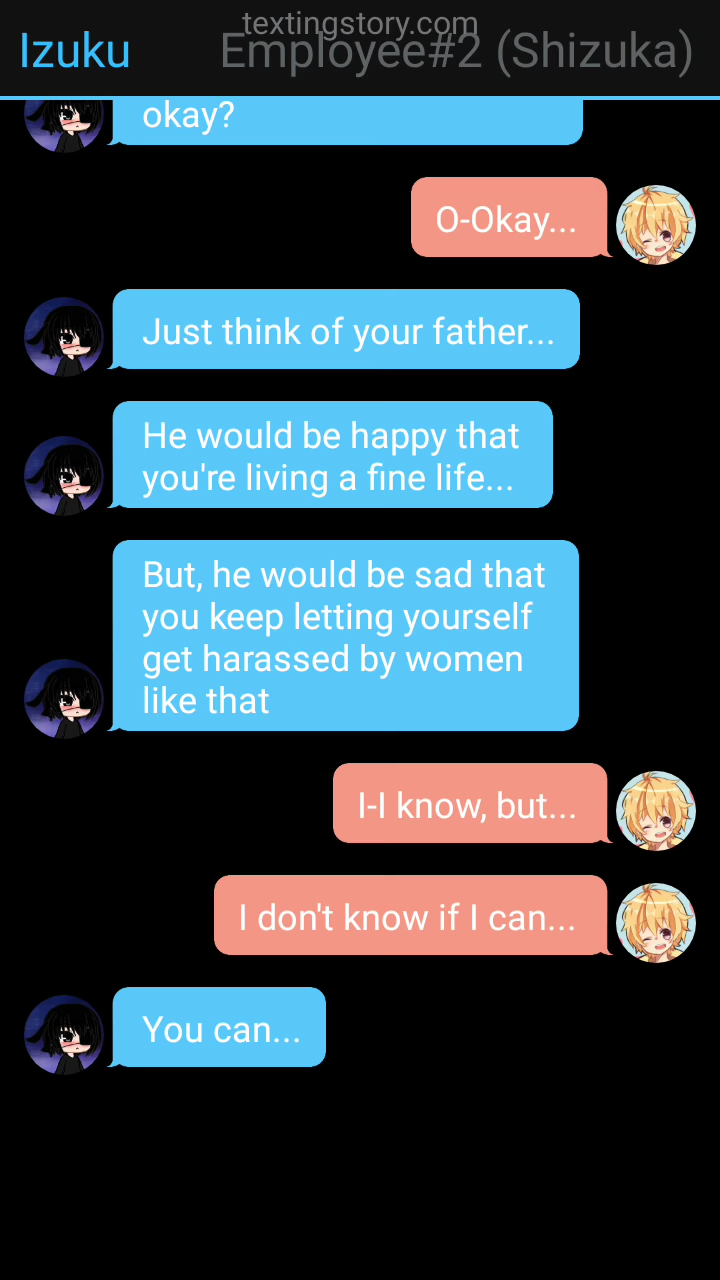 textingstory.com
Izuku
Employee#2 (Shizuka)
okay?
O-Okay...
Just think of your father...
He would be happy that
you're living a fine life...
But, he would be sad that
you keep letting yourself
get harassed by women
like that
I-I know, but...
I don't know if I can...
You can...